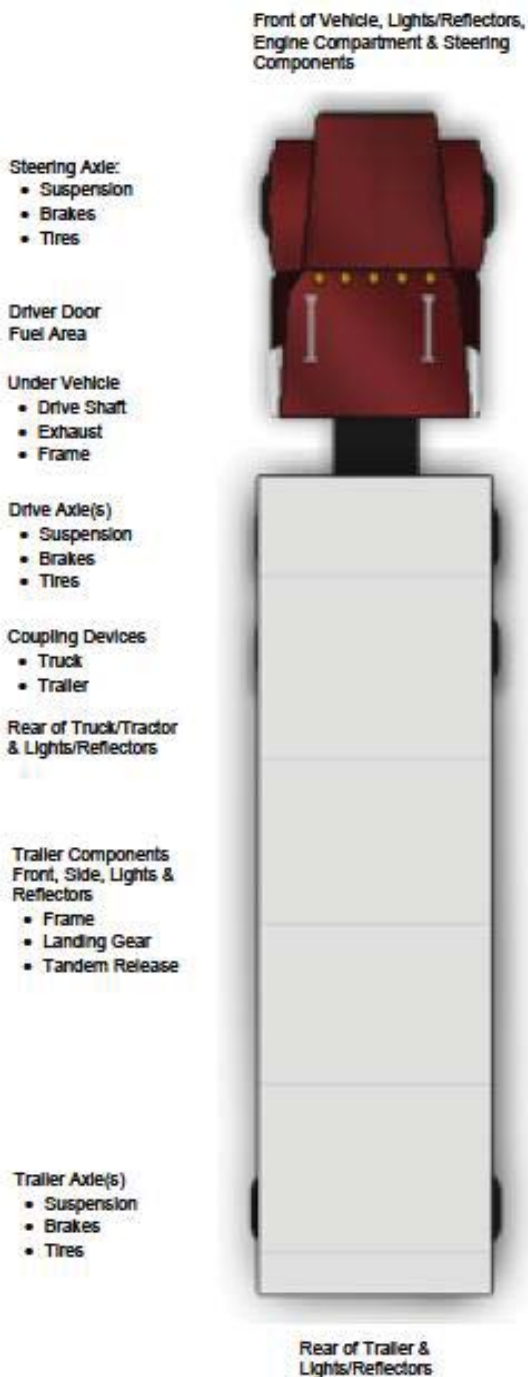 Front of Vehicle, Lights/Reflectors,
Engine Compartment & Steering
Components
Steering Axle:
• Suspension
• Brakes
• Tires
Driver Door
Fuel Area
Under Vehicle
• Drive Shaft
• Exhaust
• Frame
Drive Axle(s)
• Suspension
• Brakes
• Tires
Coupling Devices
• Truck
• Trailer
Rear of Truck/Tractor
& Lights/Reflectors
Trailer Components
Front, Side, Lights &
Reflectors
• Frame
• Landing Gear
• Tandem Release
Trailer Axle(s)
• Suspension
• Brakes
• Tires
Rear of Trailer &
Lights/Reflectors